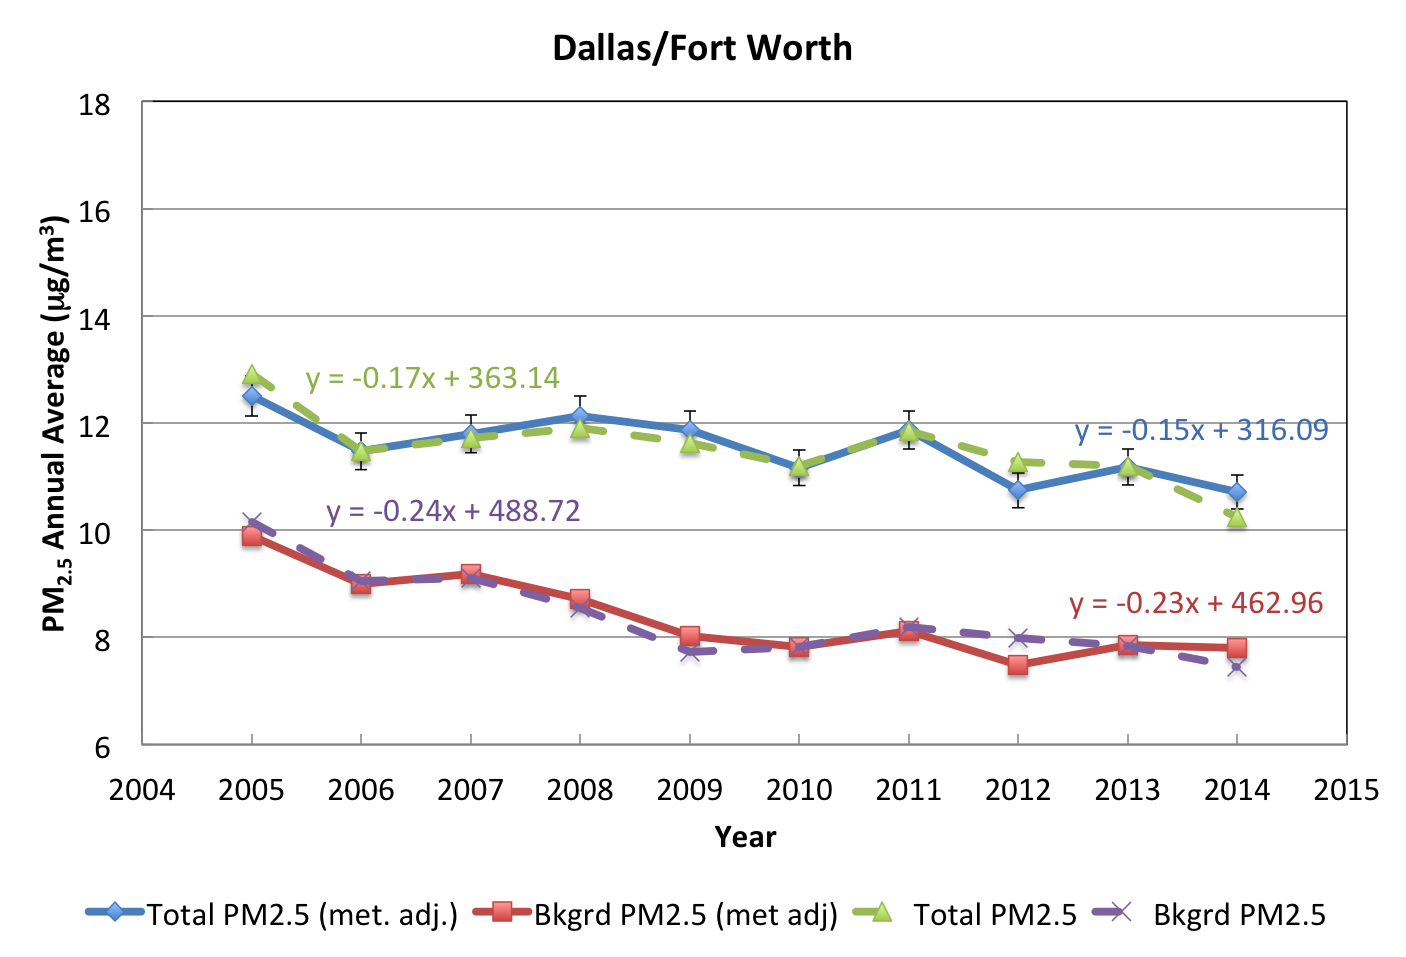 Dallas/Fort Worth
PM2.5 Annual Average (µg/m³)
18
16
14
12
10
8
6
y = -0.17x + 363.14
y = -0.15x + 316.09
y = -0.24x + 488.72
y = -0.23x + 462.96
2004 2005 2006 2007 2008 2009 2010 2011 2012 2013 2014 2015
Year
Total PM2.5 (met. adj.) Bkgrd PM2.5 (met adj) Total PM2.5 Bkgrd PM2.5